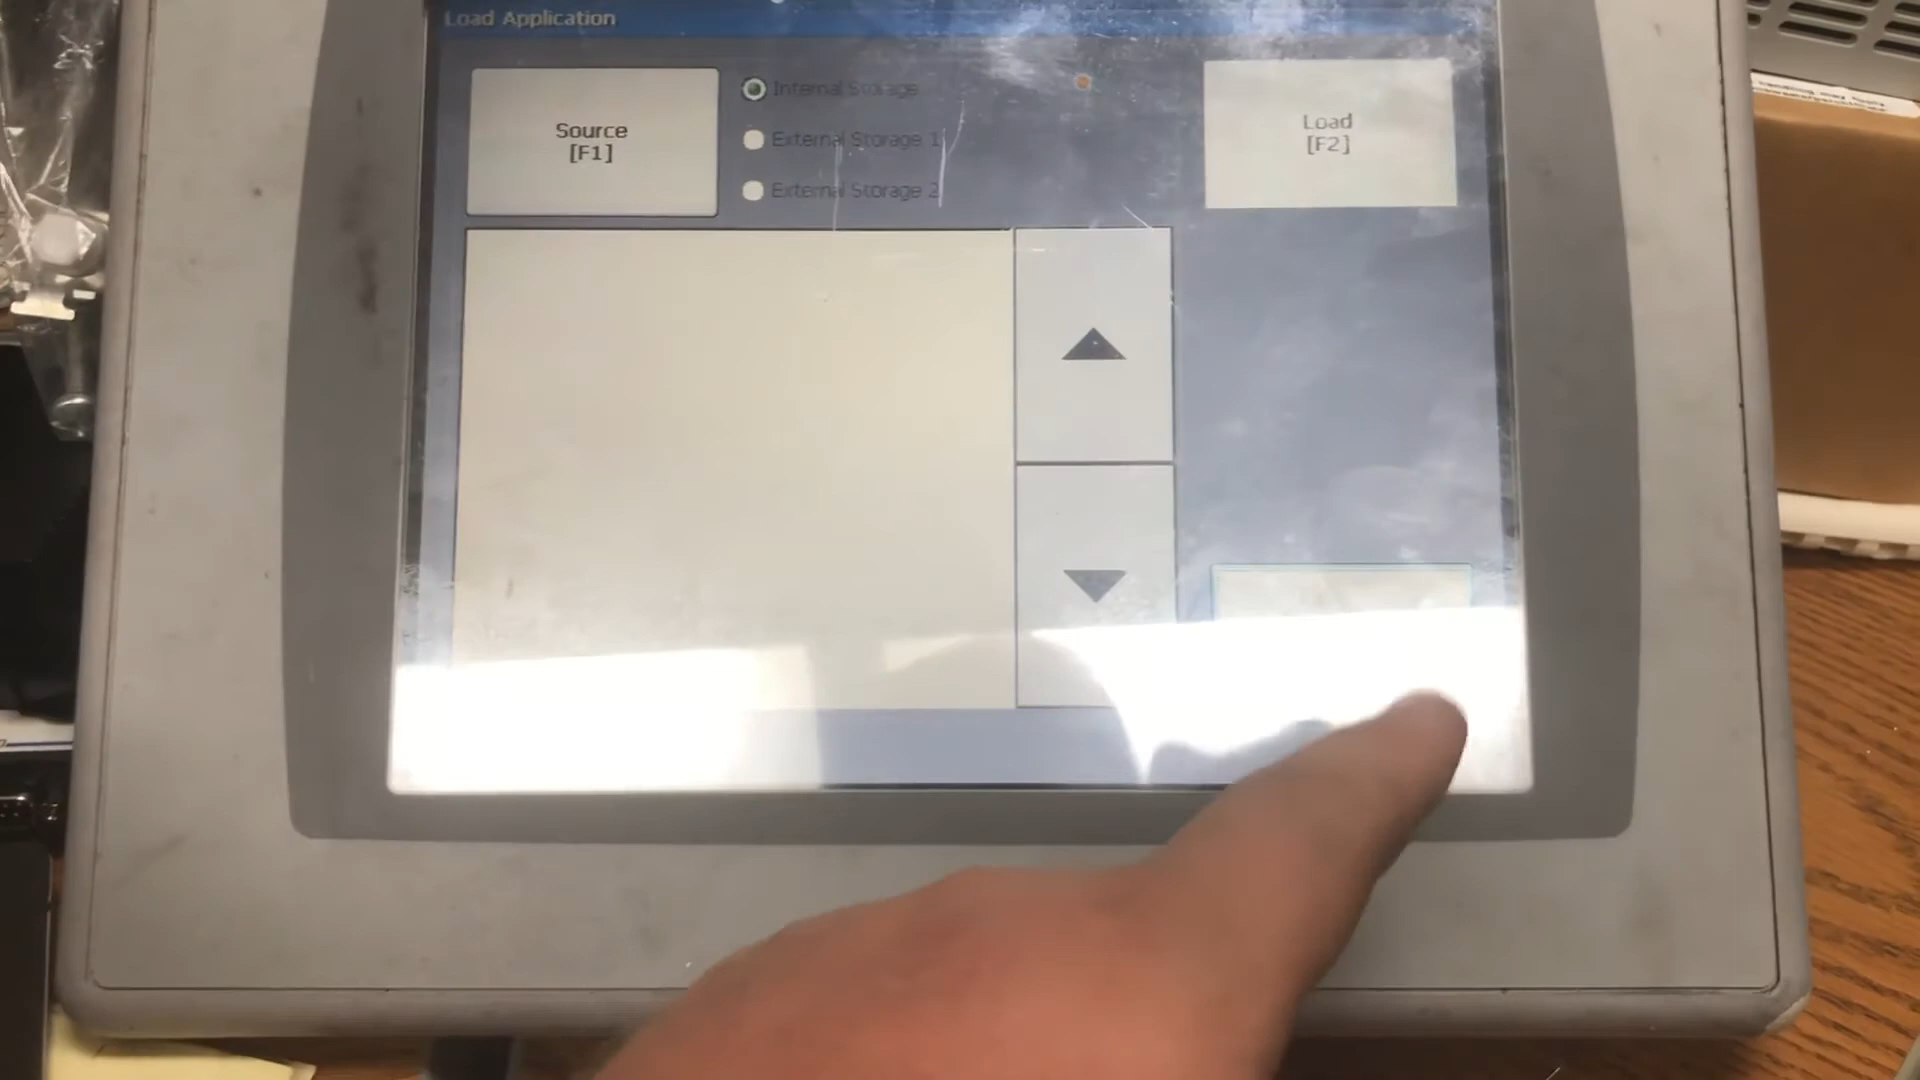 Load Application
Source
[F1]
Internal Storage
External Storage 1
External Storage 2
Load
[F2]